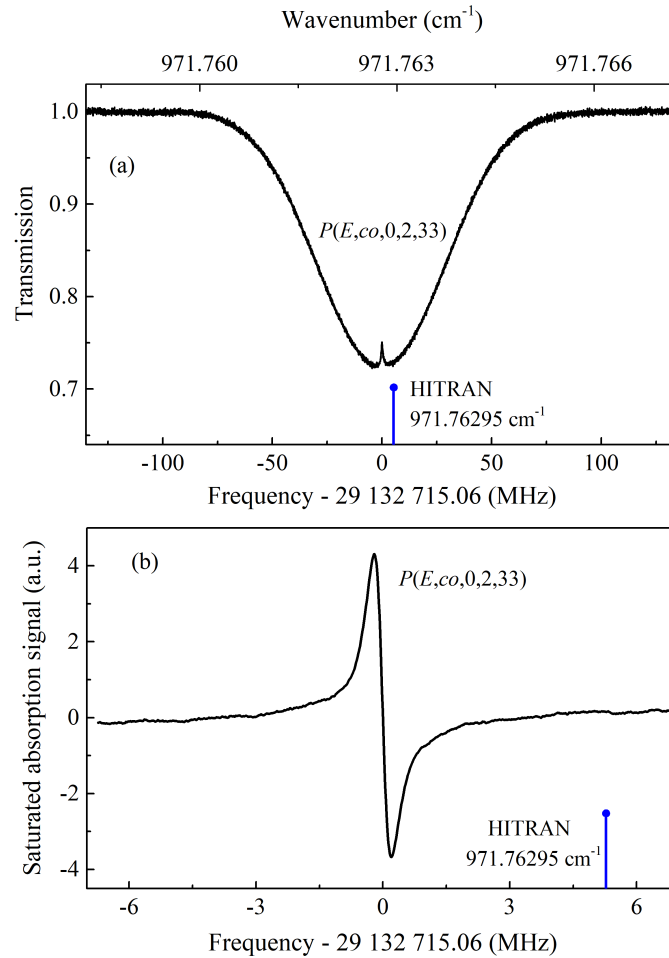 Wavenumber (cm⁻¹)
971.760 971.763 971.766
1.0
0.9
0.8
0.7
Transmission
(a)
P(E,co,0,2,33)
HITRAN
971.76295 cm⁻¹
-100 -50 0 50 100
Frequency - 29 132 715.06 (MHz)
4
2
0
-2
-4
Saturated absorption signal (a.u.)
(b)
P(E,co,0,2,33)
HITRAN
971.76295 cm⁻¹
-6 -3 0 3 6
Frequency - 29 132 715.06 (MHz)